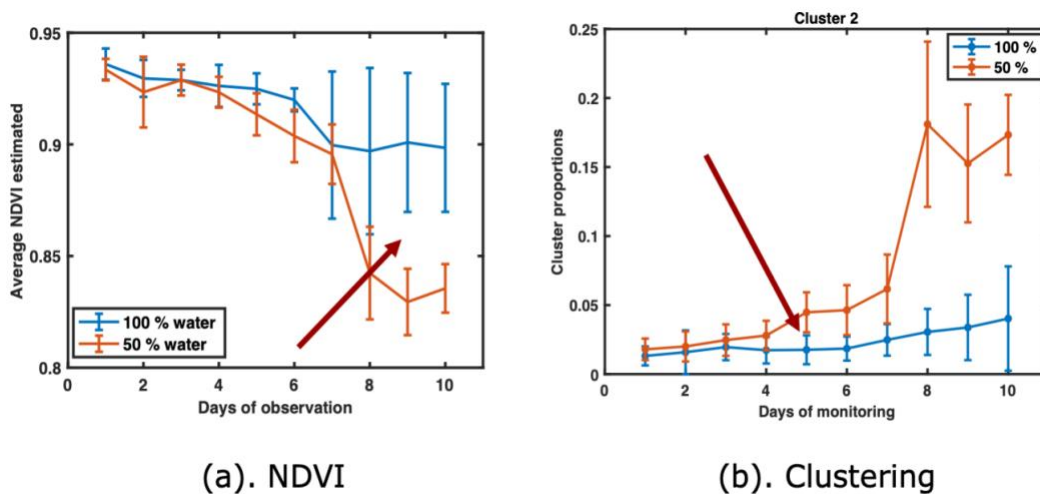 0.95
0.9
0.85
0.8
0 2 4 6 8 10
Average NDVI estimated
Days of observation
100 % water
50 % water
(a). NDVI
Cluster 2
0.25
0.2
0.15
0.1
0.05
0
0 2 4 6 8 10
Cluster proportions
Days of monitoring
100 %
50 %
(b). Clustering